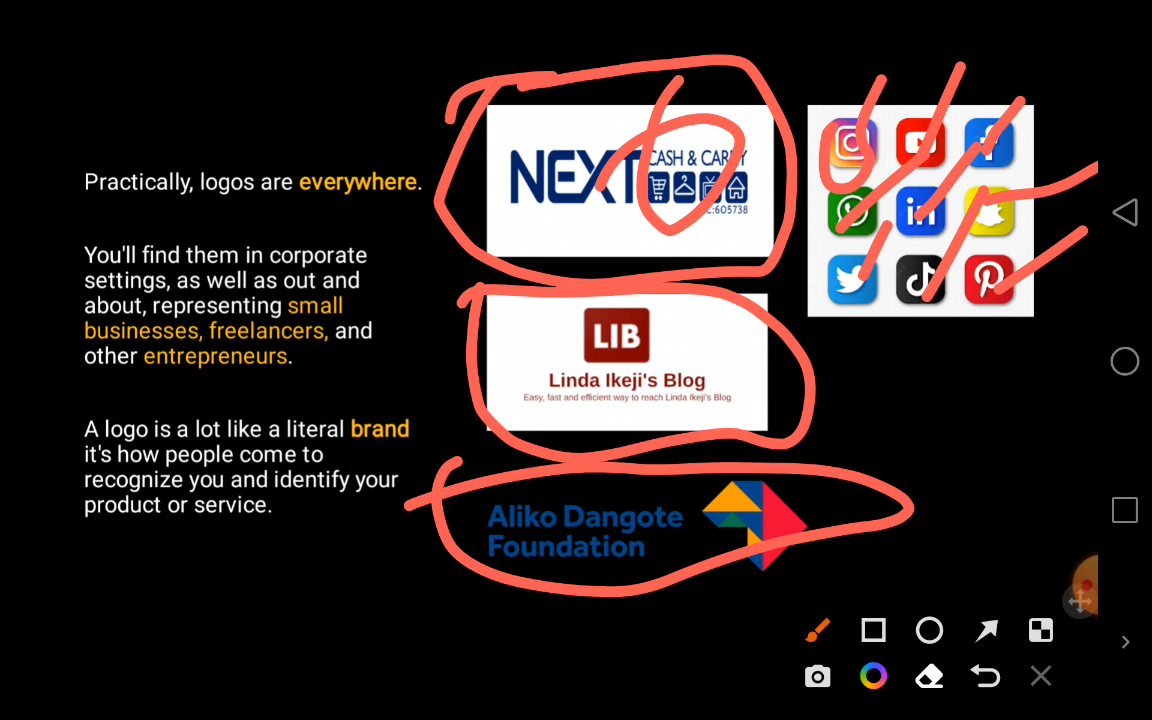 Practically, logos are everywhere.
You'll find them in corporate
settings, as well as out and
about, representing small
businesses, freelancers, and
other entrepreneurs.
A logo is a lot like a literal brand
it's how people come to
recognize you and identify your
product or service.
NEXT
CASH & CARRY
C:605738
LIB
Linda Ikeji's Blog
Easy, fast and efficient way to reach Linda Ikeji's Blog
Aliko Dangote
Foundation
f
in